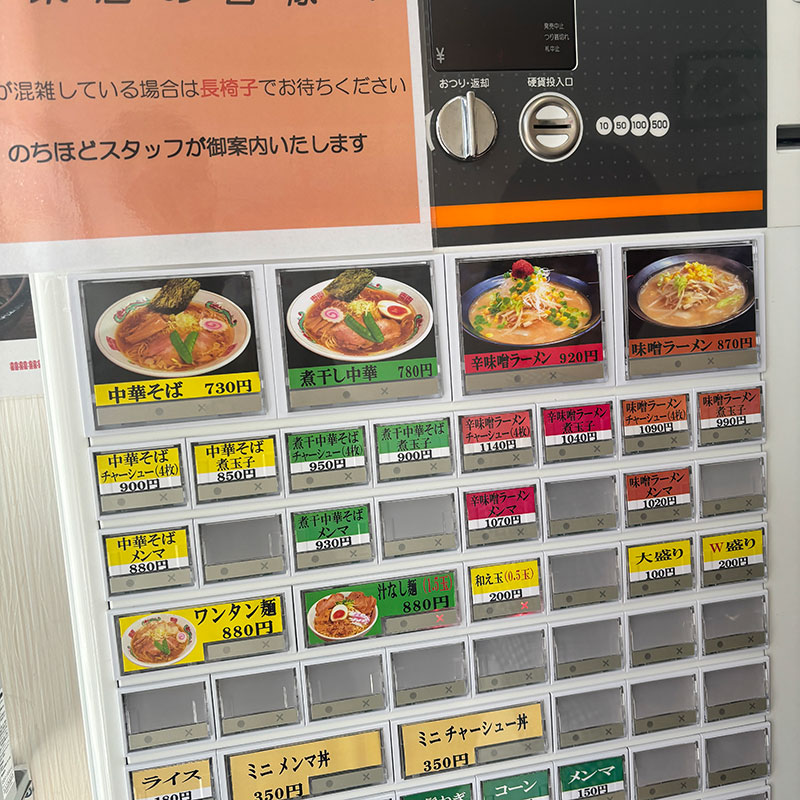 が混雑している場合は長椅子でお待ちください
のちほどスタッフが御案内いたします
発売中止
つり銭切れ
札中止
¥
おつり・返却
硬貨投入口
10 50 100 500
中華そば 730円
煮干し中華 780円
辛味噌ラーメン 920円
味噌ラーメン 870円
中華そば
チャーシュー(4枚)
900円
中華そば
煮玉子
850円
煮干中華そば
チャーシュー(4枚)
950円
煮干中華そば
煮玉子
900円
辛味噌ラーメン
チャーシュー(4枚)
1140円
辛味噌ラーメン
煮玉子
1040円
味噌ラーメン
チャーシュー(4枚)
1090円
味噌ラーメン
煮玉子
990円
中華そば
メンマ
880円
煮干中華そば
メンマ
930円
辛味噌ラーメン
メンマ
1070円
味噌ラーメン
メンマ
1020円
ワンタン麺
880円
汁なし麺(1.5玉)
880円
和え玉(0.5玉)
200円
大盛り
100円
W盛り
200円
ライス
ミニ メンマ丼
350円
ミニ チャーシュー丼
350円
コーン
メンマ
150円